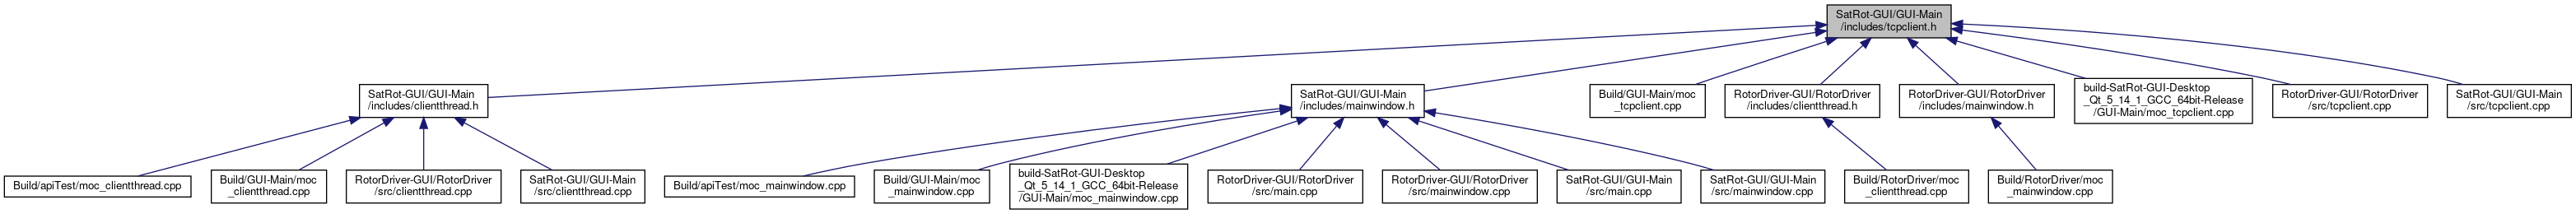 SatRot-GUI/GUI-Main
/includes/tcpclient.h
SatRot-GUI/GUI-Main
/includes/clientthread.h
SatRot-GUI/GUI-Main
/includes/mainwindow.h
Build/GUI-Main/moc
_tcpclient.cpp
RotorDriver-GUI/RotorDriver
/includes/clientthread.h
RotorDriver-GUI/RotorDriver
/includes/mainwindow.h
build-SatRot-GUI-Desktop
_Qt_5_14_1_GCC_64bit-Release
/GUI-Main/moc_tcpclient.cpp
RotorDriver-GUI/RotorDriver
/src/tcpclient.cpp
SatRot-GUI/GUI-Main
/src/tcpclient.cpp
Build/apiTest/moc_clientthread.cpp
Build/GUI-Main/moc
_clientthread.cpp
RotorDriver-GUI/RotorDriver
/src/clientthread.cpp
SatRot-GUI/GUI-Main
/src/clientthread.cpp
Build/apiTest/moc_mainwindow.cpp
Build/GUI-Main/moc
_mainwindow.cpp
build-SatRot-GUI-Desktop
_Qt_5_14_1_GCC_64bit-Release
/GUI-Main/moc_mainwindow.cpp
RotorDriver-GUI/RotorDriver
/src/main.cpp
RotorDriver-GUI/RotorDriver
/src/mainwindow.cpp
SatRot-GUI/GUI-Main
/src/main.cpp
SatRot-GUI/GUI-Main
/src/mainwindow.cpp
Build/RotorDriver/moc
_clientthread.cpp
Build/RotorDriver/moc
_mainwindow.cpp